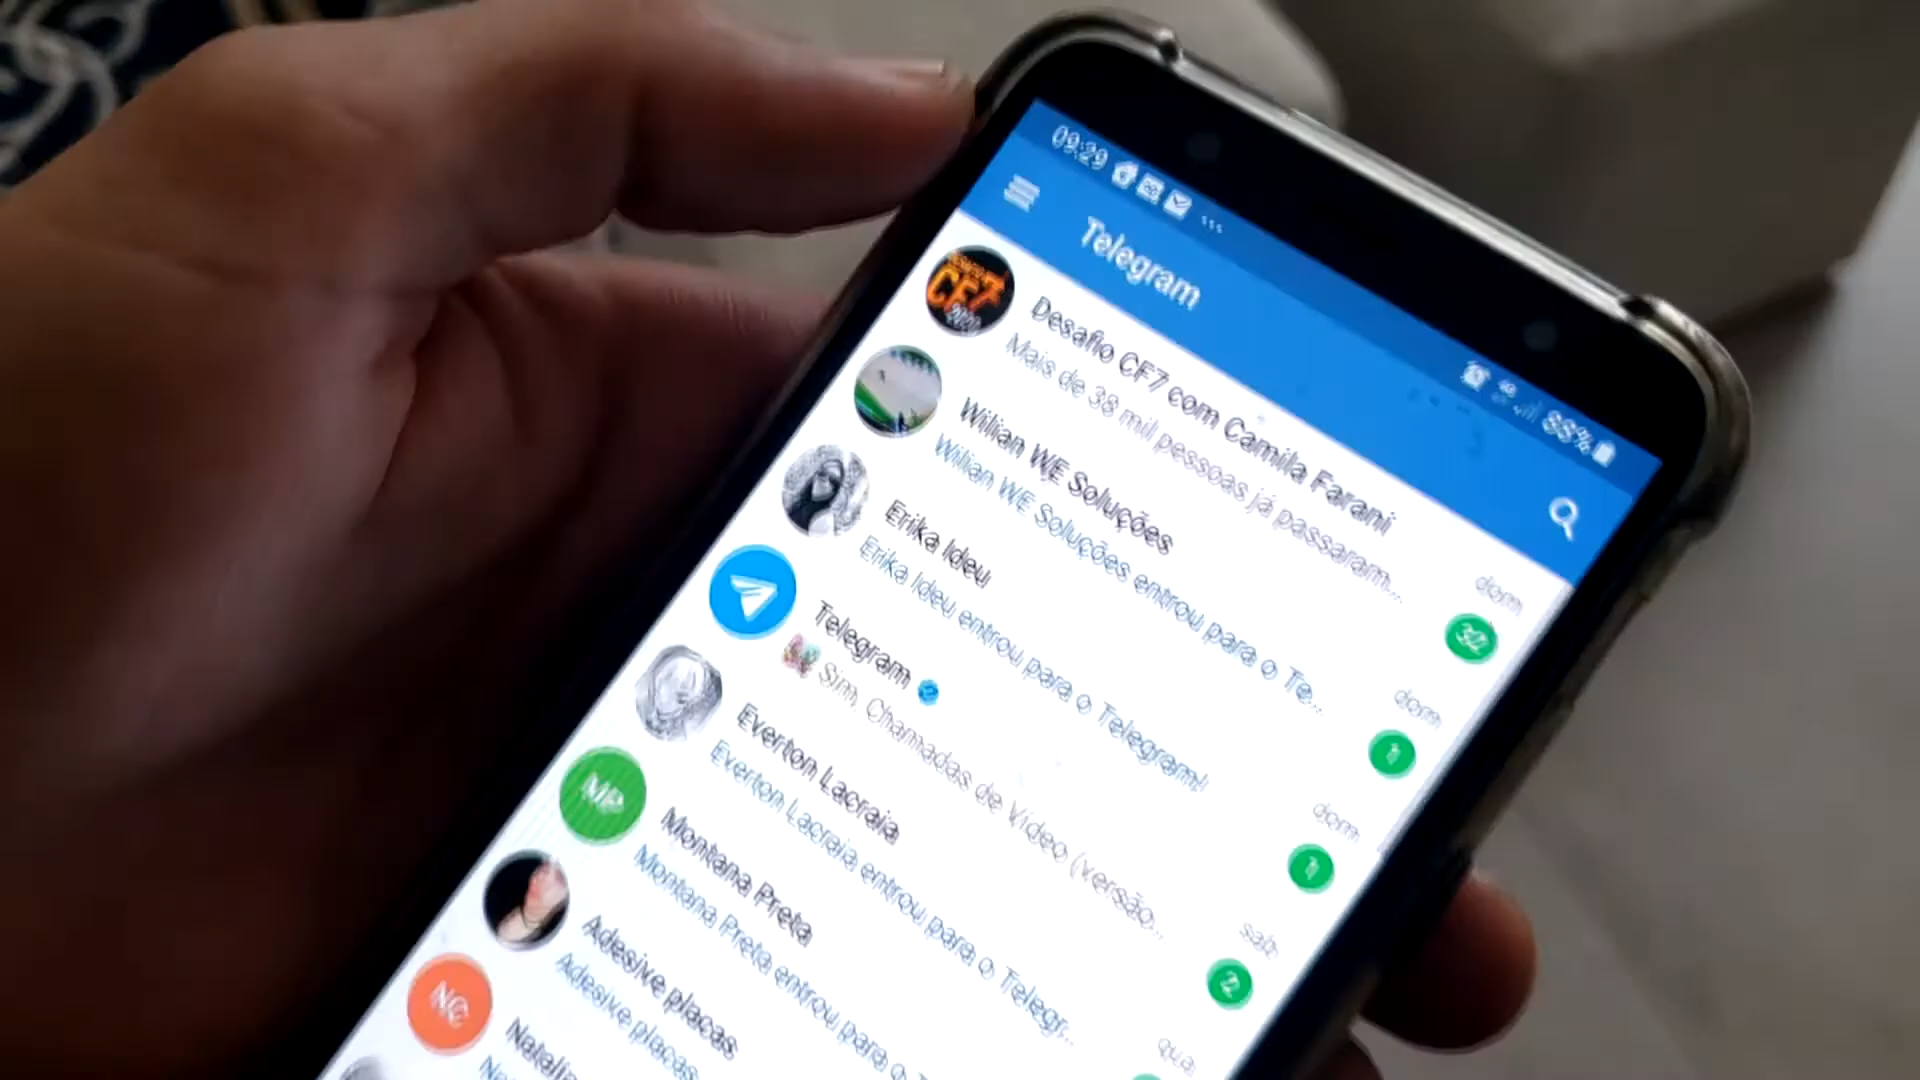 09:29
88%
Telegram
CF7
2020
Desafio CF7 com Camila Farani
Mais de 38 mil pessoas já passaram...
dom
32
Willian WE Soluções
Willian WE Soluções entrou para o Te...
dom
1
Erika Ideu
Erika Ideu entrou para o Telegram!
dom
1
Telegram
Sim, Chamadas de Vídeo (versão...
sab
2
Everton Lacraia
Everton Lacraia entrou para o Telegr...
qua
MP
Montana Preta
Montana Preta entrou para o
Adesive placas
Adesive placas